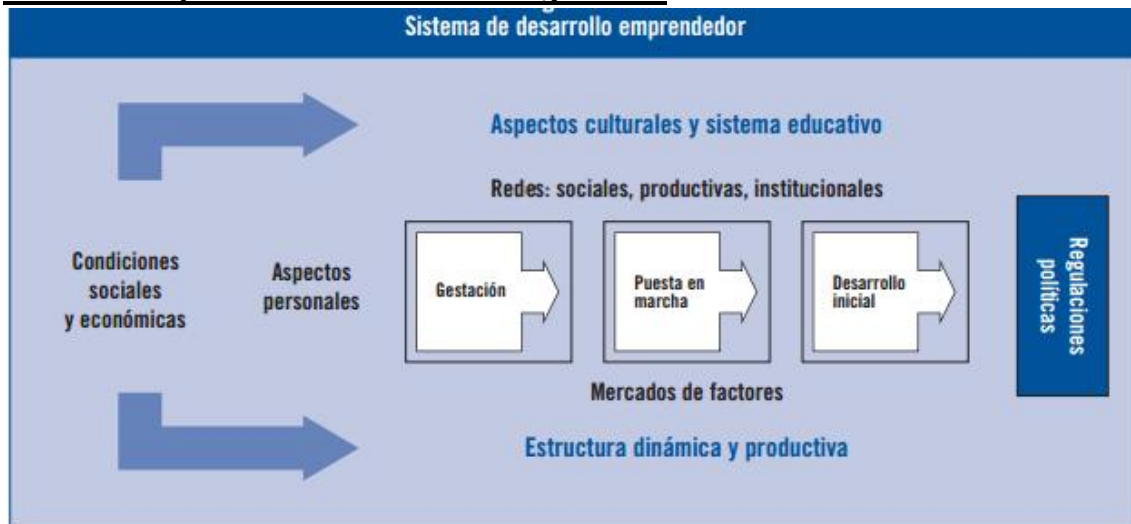 Sistema de desarrollo emprendedor
Aspectos culturales y sistema educativo
Redes: sociales, productivas, institucionales
Condiciones
sociales
y económicas
Aspectos
personales
Gestación
Puesta en
marcha
Desarrollo
inicial
Regulaciones
políticas
Mercados de factores
Estructura dinámica y productiva